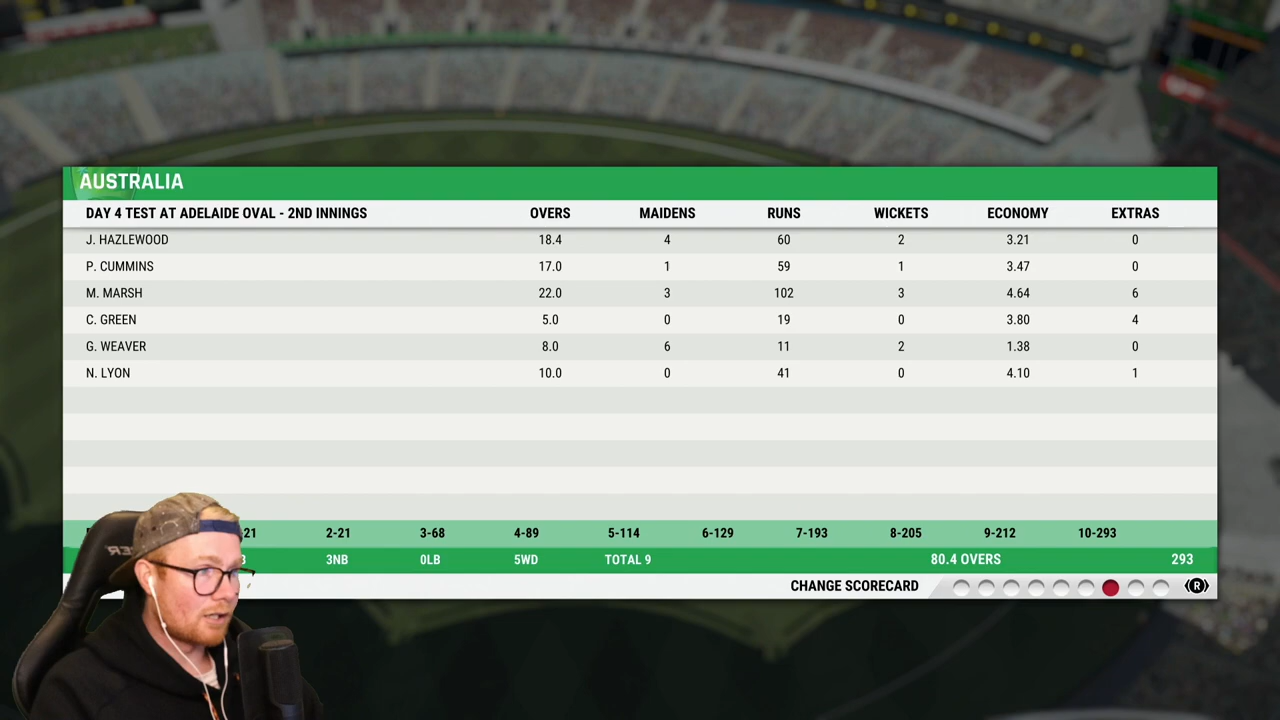 AUSTRALIA
DAY 4 TEST AT ADELAIDE OVAL - 2ND INNINGS OVERS MAIDENS RUNS WICKETS ECONOMY EXTRAS
J. HAZLEWOOD 18.4 4 60 2 3.21 0
P. CUMMINS 17.0 1 59 1 3.47 0
M. MARSH 22.0 3 102 3 4.64 6
C. GREEN 5.0 0 19 0 3.80 4
G. WEAVER 8.0 6 11 2 1.38 0
N. LYON 10.0 0 41 0 4.10 1
21 2-21 3-68 4-89 5-114 6-129 7-193 8-205 9-212 10-293
3NB 0LB 5WD TOTAL 9 80.4 OVERS 293
CHANGE SCORECARD R